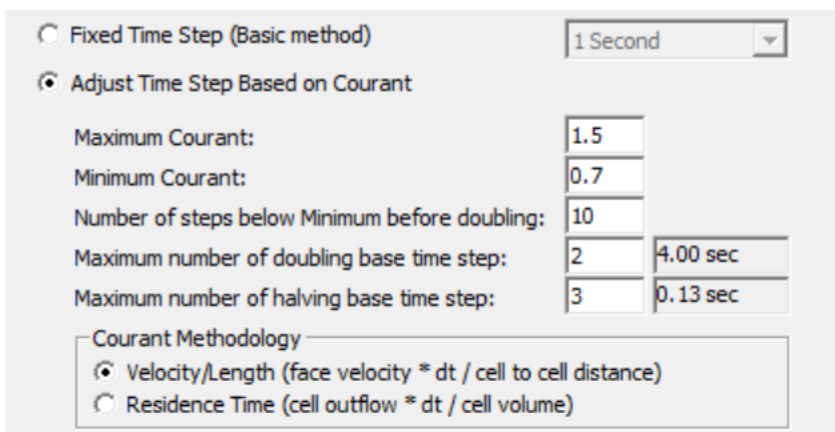 Fixed Time Step (Basic method) 1 Second
Adjust Time Step Based on Courant
Maximum Courant: 1.5
Minimum Courant: 0.7
Number of steps below Minimum before doubling: 10
Maximum number of doubling base time step: 2 4.00 sec
Maximum number of halving base time step: 3 0.13 sec
Courant Methodology
Velocity/Length (face velocity * dt / cell to cell distance)
Residence Time (cell outflow * dt / cell volume)